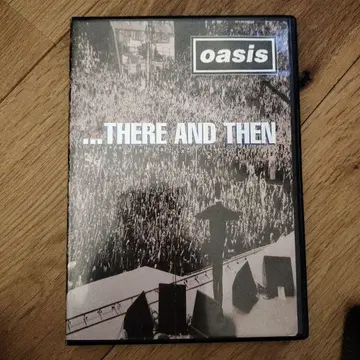 oasis
...THERE AND THEN